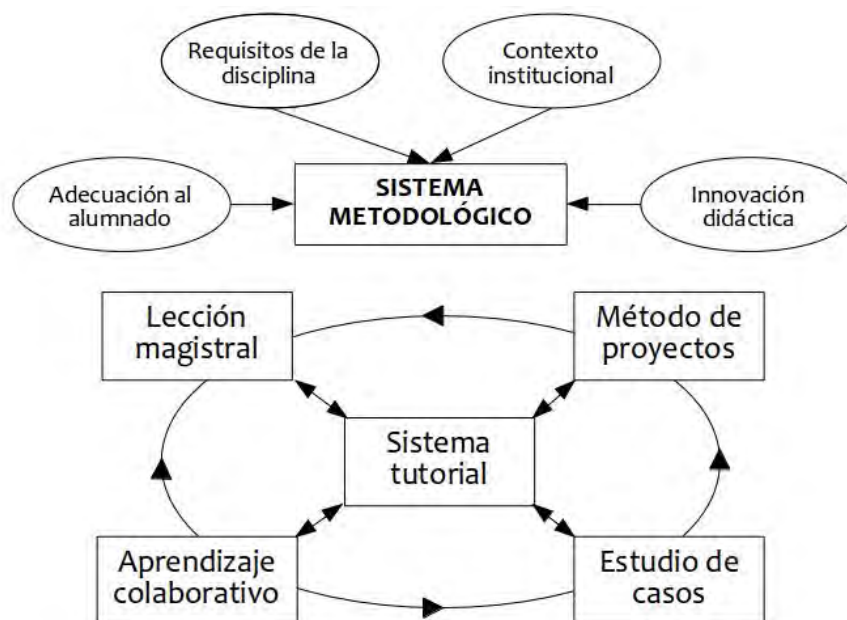 Requisitos de la
disciplina
Contexto
institucional
Adecuación al
alumnado
SISTEMA
METODOLÓGICO
Innovación
didáctica
Lección
magistral
Método de
proyectos
Sistema
tutorial
Aprendizaje
colaborativo
Estudio de
casos